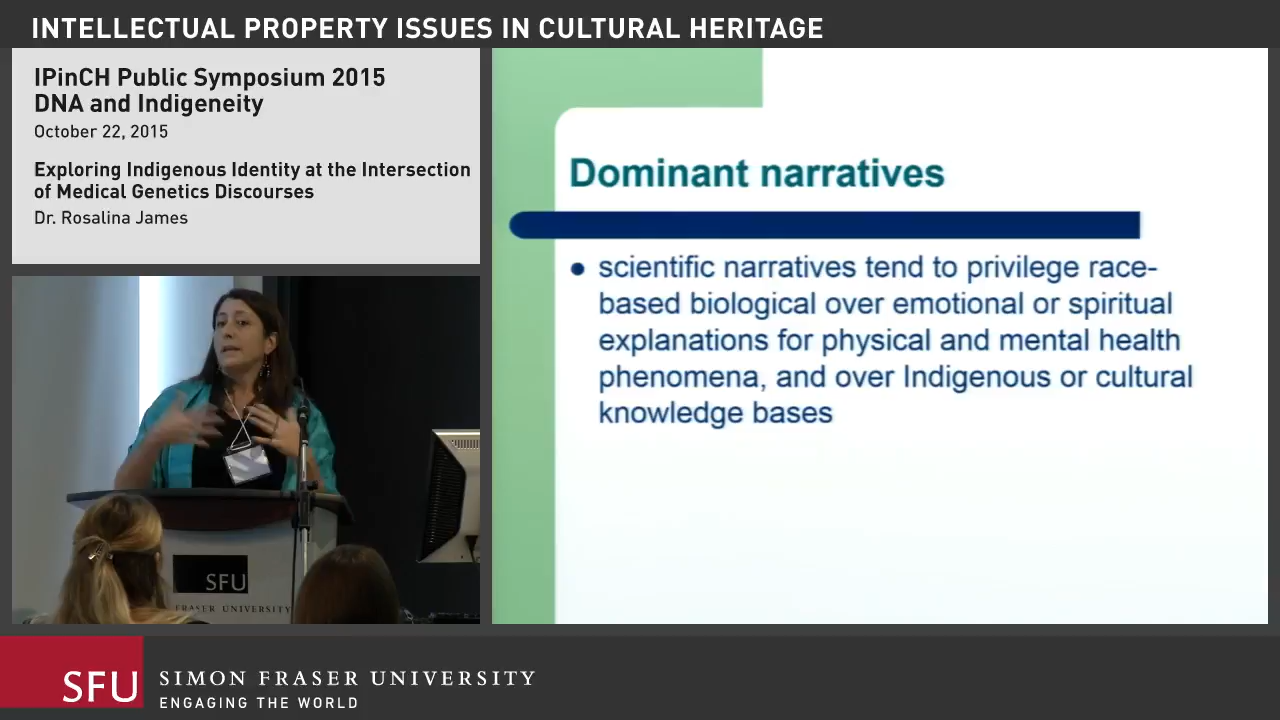 INTELLECTUAL PROPERTY ISSUES IN CULTURAL HERITAGE
IPinCH Public Symposium 2015
DNA and Indigeneity
October 22, 2015
Exploring Indigenous Identity at the Intersection
of Medical Genetics Discourses
Dr. Rosalina James
Dominant narratives
• scientific narratives tend to privilege race-
based biological over emotional or spiritual
explanations for physical and mental health
phenomena, and over Indigenous or cultural
knowledge bases
SFU
FRASER UNIVERSITY
SFU
SIMON FRASER UNIVERSITY
ENGAGING THE WORLD